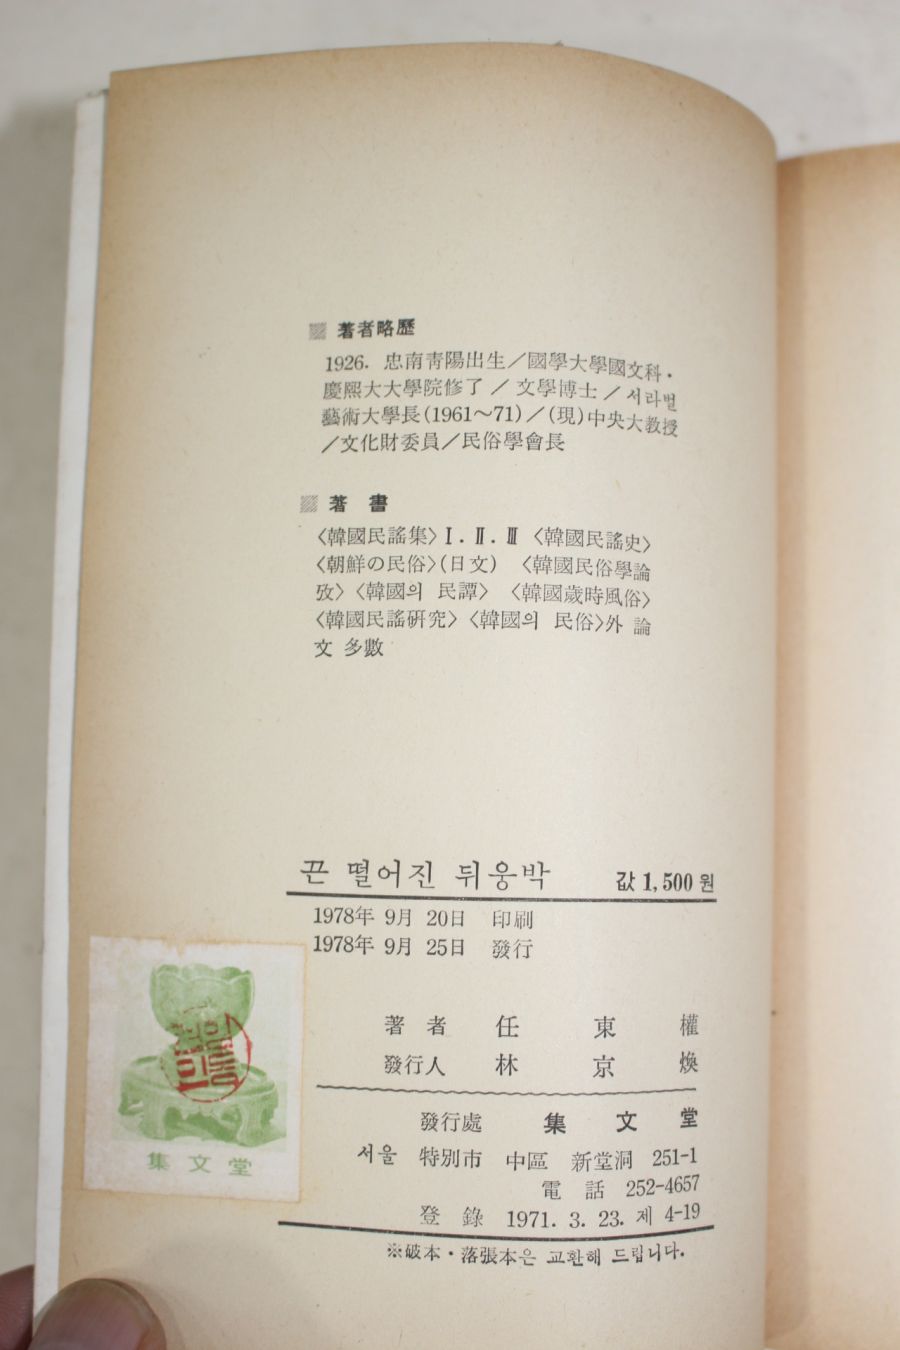 ▨ 著者略歷
1926. 忠南靑陽出生／國學大學國文科·
慶熙大大學院修了／文學博士／서라벌
藝術大學長(1961～71)／(現)中央大敎授
／文化財委員／民俗學會長
▨ 著 書
〈韓國民謠集〉Ⅰ.Ⅱ.Ⅲ 〈韓國民謠史〉
〈朝鮮の民俗〉(日文) 〈韓國民俗學論
攷〉〈韓國의 民譚〉 〈韓國歲時風俗〉
〈韓國民謠硏究〉〈韓國의 民俗〉外 論
文 多數
끈 떨어진 뒤웅박 값 1,500 원
1978年 9月 20日 印刷
1978年 9月 25日 發行
著 者 任 東 權
發行人 林 京 煥
發行處 集 文 堂
서울 特別市 中區 新堂洞 251-1
電 話 252-4657
登 錄 1971. 3. 23. 제 4-19
※破本·落張本은 교환해 드립니다.
集 文 堂